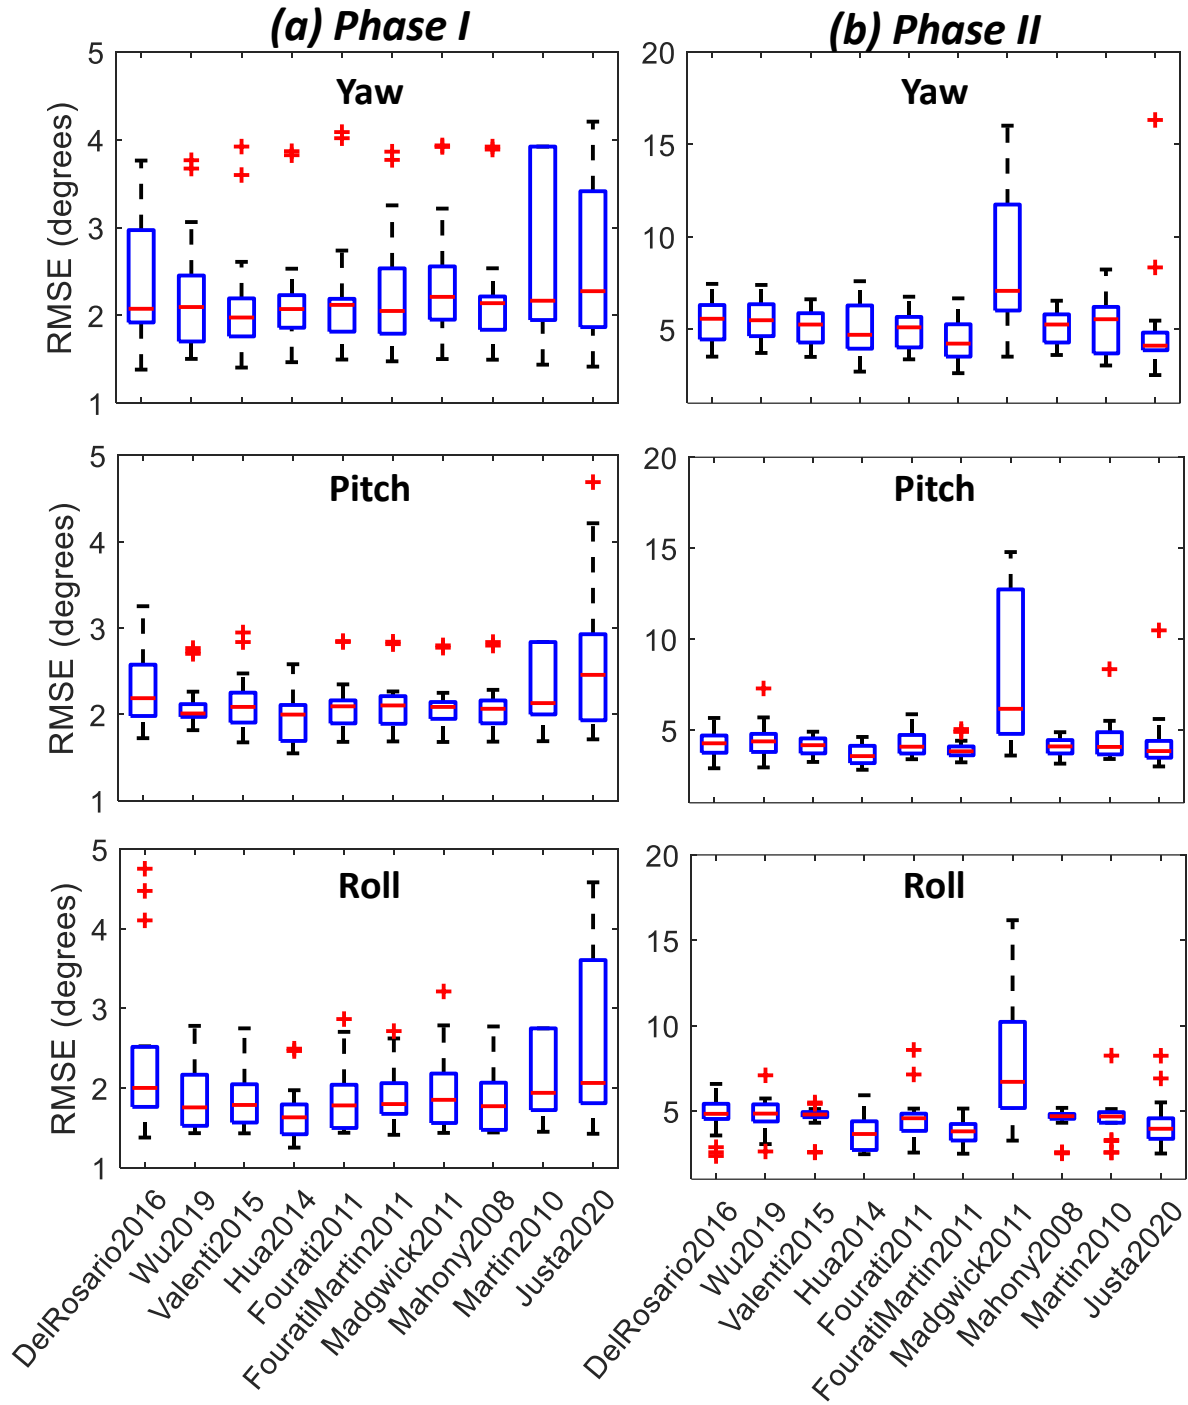 (a) Phase I
(b) Phase II
Yaw
RMSE (degrees)
5
4
3
2
1
Yaw
20
15
10
5
Pitch
RMSE (degrees)
5
4
3
2
1
Pitch
20
15
10
5
Roll
RMSE (degrees)
5
4
3
2
1
Roll
20
15
10
5
DelRosario2016
Wu2019
Valenti2015
Hua2014
Fourati2011
FouratiMartin2011
Madgwick2011
Mahony2008
Martin2010
Justa2020
DelRosario2016
Wu2019
Valenti2015
Hua2014
Fourati2011
FouratiMartin2011
Madgwick2011
Mahony2008
Martin2010
Justa2020